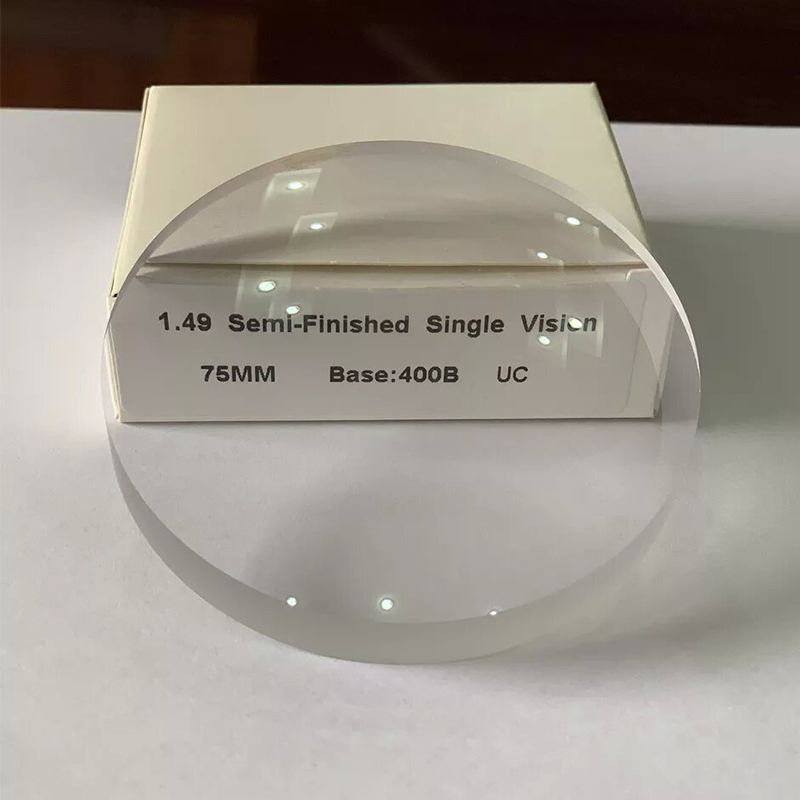 1.49 Semi-Finished Single Vision
75MM Base:400B UC